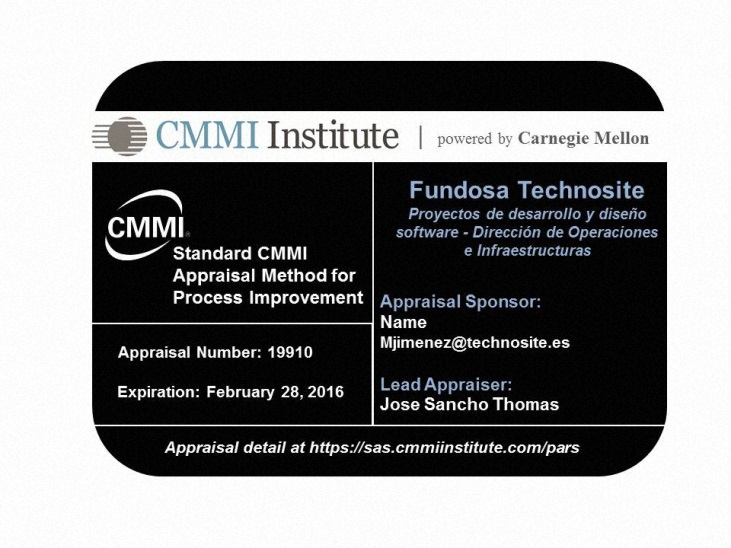 CMMI Institute | powered by Carnegie Mellon
CMMI®
Standard CMMI
Appraisal Method for
Process Improvement
Appraisal Number: 19910
Expiration: February 28, 2016
Fundosa Technosite
Proyectos de desarrollo y diseño
software - Dirección de Operaciones
e Infraestructuras
Appraisal Sponsor:
Name
Mjimenez@technosite.es
Lead Appraiser:
Jose Sancho Thomas
Appraisal detail at https://sas.cmmiinstitute.com/pars